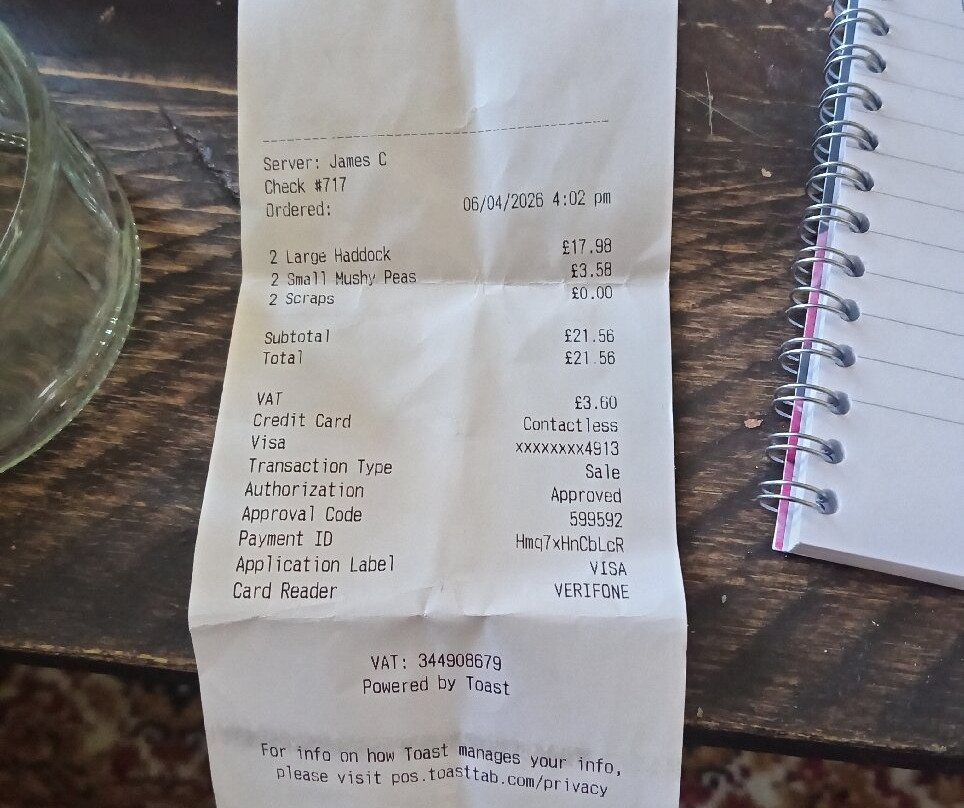 Server: James C
Check #717
Ordered: 06/04/2026 4:02 pm
2 Large Haddock £17.98
2 Small Mushy Peas £3.58
2 Scraps £0.00
Subtotal £21.56
Total £21.56
VAT £3.60
Credit Card Contactless
Visa xxxxxxxx4913
Transaction Type Sale
Authorization Approved
Approval Code 599592
Payment ID Hmq7xHnCbLcR
Application Label VISA
Card Reader VERIFONE
VAT: 344908679
Powered by Toast
For info on how Toast manages your info,
please visit pos.toasttab.com/privacy